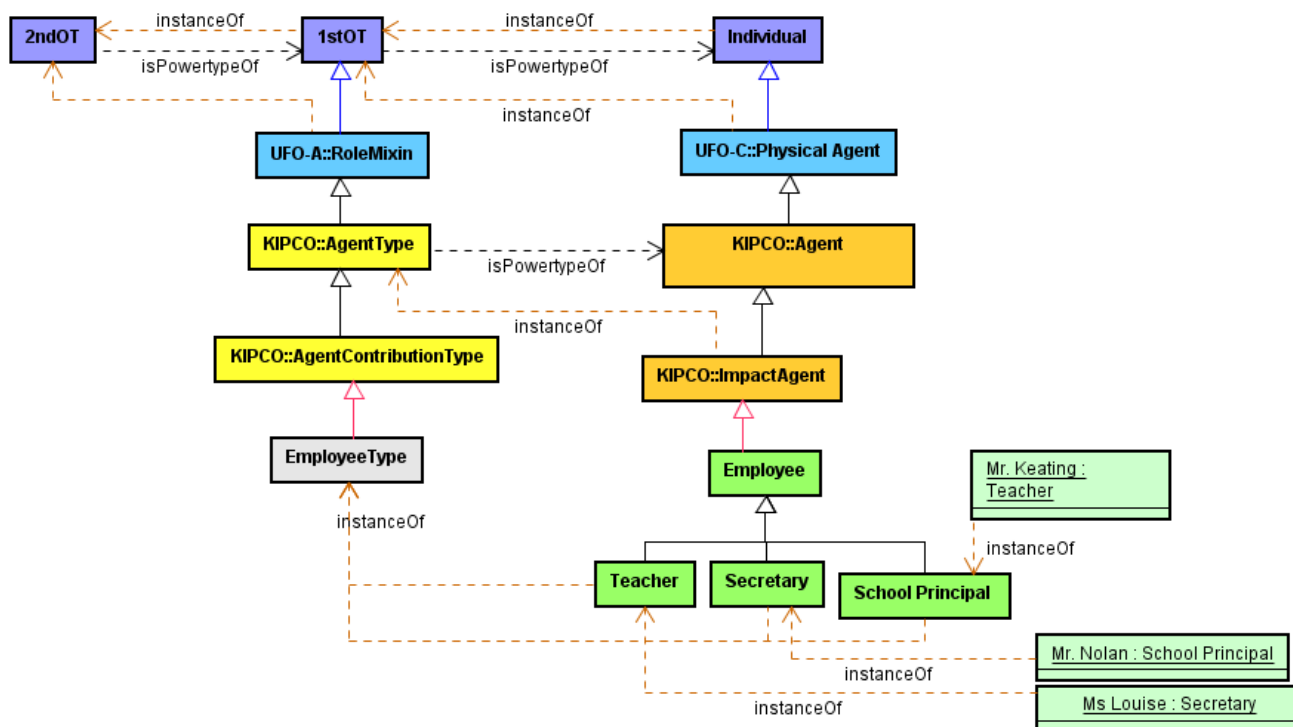 instanceOf
instanceOf
2ndOT
1stOT
Individual
isPowertypeOf
isPowertypeOf
instanceOf
UFO-A::RoleMixin
UFO-C::Physical Agent
KIPCO::AgentType
KIPCO::Agent
isPowertypeOf
instanceOf
KIPCO::AgentContributionType
KIPCO::ImpactAgent
EmployeeType
Employee
Mr. Keating :
Teacher
instanceOf
instanceOf
Teacher
Secretary
School Principal
Mr. Nolan : School Principal
instanceOf
Ms Louise : Secretary
instanceOf